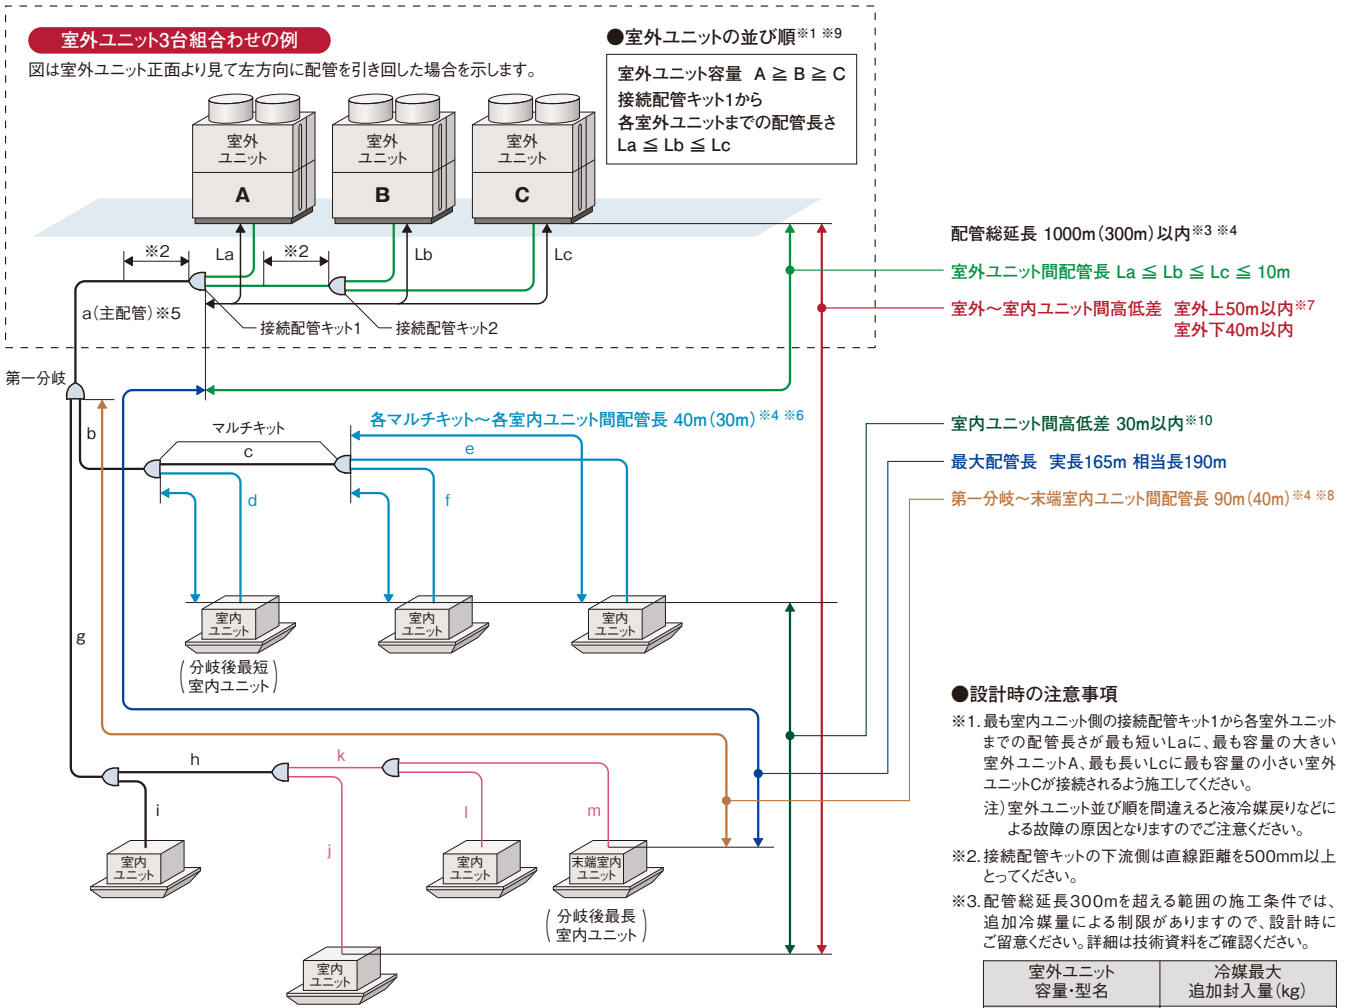 室外ユニット3台組合わせの例
図は室外ユニット正面より見て左方向に配管を引き回した場合を示します。
●室外ユニットの並び順※1 ※9
室外ユニット容量 A ≧ B ≧ C
接続配管キット1から
各室外ユニットまでの配管長さ
La ≦ Lb ≦ Lc
室外
ユニット
A
室外
ユニット
B
室外
ユニット
C
※2
La
※2
Lb
Lc
a(主配管)※5
接続配管キット1
接続配管キット2
配管総延長 1000m(300m)以内※3 ※4
室外ユニット間配管長 La ≦ Lb ≦ Lc ≦ 10m
室外〜室内ユニット間高低差 室外上50m以内※7
室外下40m以内
第一分岐
b
マルチキット
c
各マルチキット〜各室内ユニット間配管長 40m(30m)※4 ※6
e
d
f
室内ユニット間高低差 30m以内※10
最大配管長 実長165m 相当長190m
第一分岐〜末端室内ユニット間配管長 90m(40m)※4 ※8
室内
ユニット
室内
ユニット
室内
ユニット
(分岐後最短
室内ユニット)
g
h
k
i
j
l
m
室内
ユニット
室内
ユニット
末端室内
ユニット
(分岐後最長
室内ユニット)
室内
ユニット
●設計時の注意事項
※1.最も室内ユニット側の接続配管キット1から各室外ユニット
までの配管長さが最も短いLaに、最も容量の大きい
室外ユニットA、最も長いLcに最も容量の小さい室外
ユニットCが接続されるよう施工してください。
注)室外ユニット並び順を間違えると液冷媒戻りなどに
よる故障の原因となりますのでご注意ください。
※2.接続配管キットの下流側は直線距離を500mm以上
とってください。
※3.配管総延長300mを超える範囲の施工条件では、
追加冷媒量による制限がありますので、設計時に
ご留意ください。詳細は技術資料をご確認ください。
室外ユニット
容量・型名
冷媒最大
追加封入量(kg)